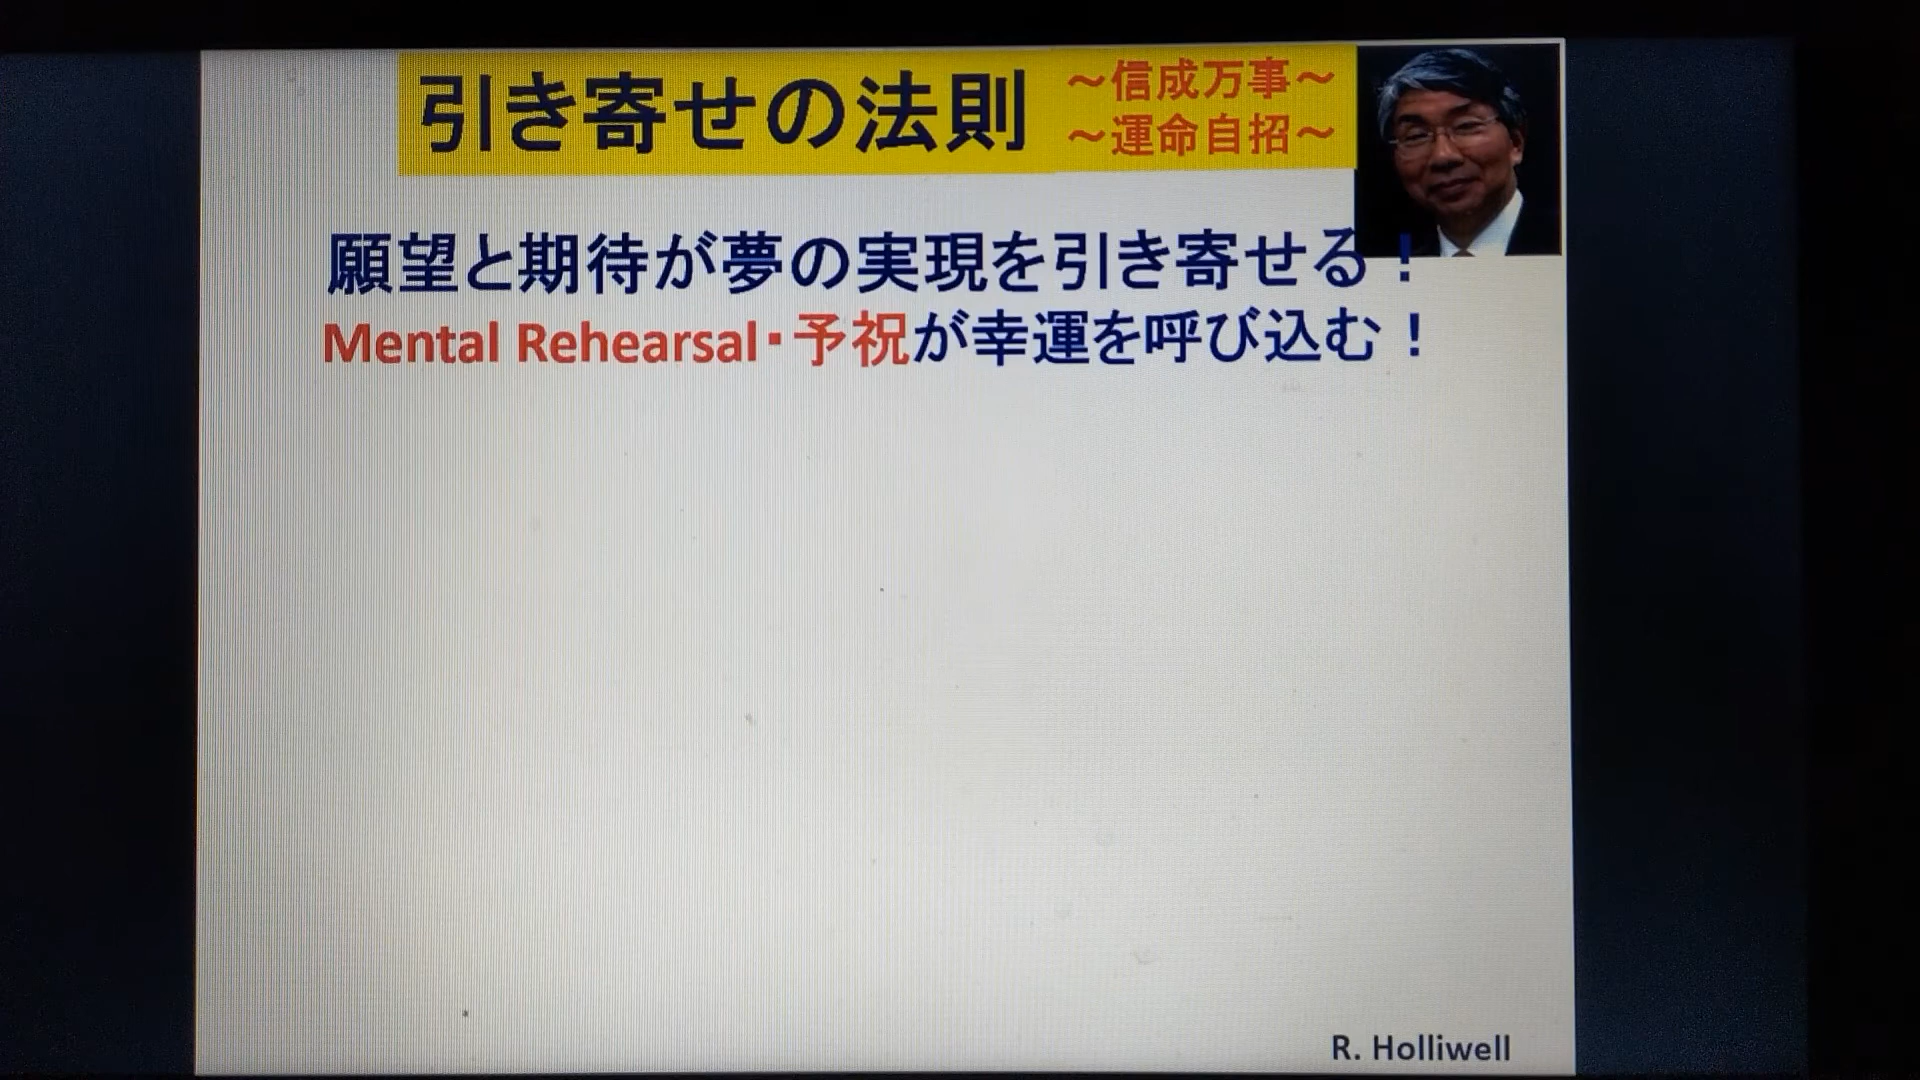 引き寄せの法則
～信成万事～
～運命自招～
願望と期待が夢の実現を引き寄せる！
Mental Rehearsal・予祝が幸運を呼び込む！
R. Holliwell